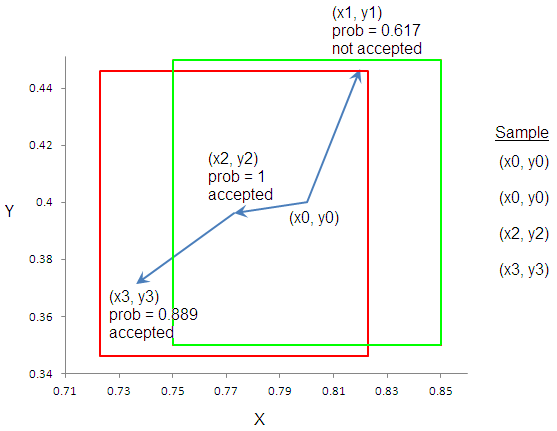 (x1, y1)
prob = 0.617
not accepted
0.44
0.42
0.4
0.38
0.36
0.34
Y
(x2, y2)
prob = 1
accepted
(x0, y0)
(x3, y3)
prob = 0.889
accepted
0.71
0.73
0.75
0.77
0.79
0.81
0.83
0.85
X
Sample
(x0, y0)
(x0, y0)
(x2, y2)
(x3, y3)